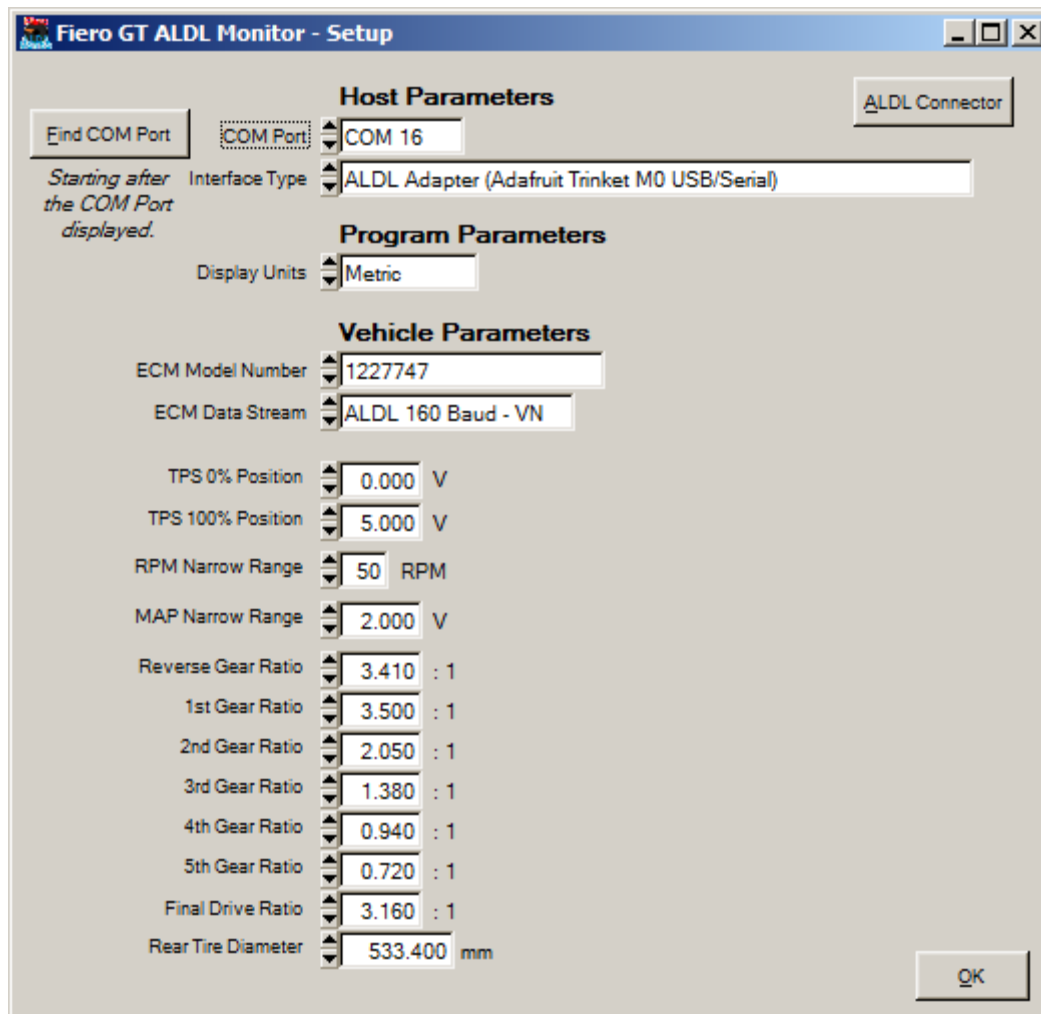 Fiero GT ALDL Monitor - Setup
Host Parameters
ALDL Connector
Find COM Port
COM Port
COM 16
Starting after
the COM Port
displayed.
Interface Type
ALDL Adapter (Adafruit Trinket M0 USB/Serial)
Program Parameters
Display Units
Metric
Vehicle Parameters
ECM Model Number
1227747
ECM Data Stream
ALDL 160 Baud - VN
TPS 0% Position
0.000 V
TPS 100% Position
5.000 V
RPM Narrow Range
50 RPM
MAP Narrow Range
2.000 V
Reverse Gear Ratio
3.410 : 1
1st Gear Ratio
3.500 : 1
2nd Gear Ratio
2.050 : 1
3rd Gear Ratio
1.380 : 1
4th Gear Ratio
0.940 : 1
5th Gear Ratio
0.720 : 1
Final Drive Ratio
3.160 : 1
Rear Tire Diameter
533.400 mm
OK